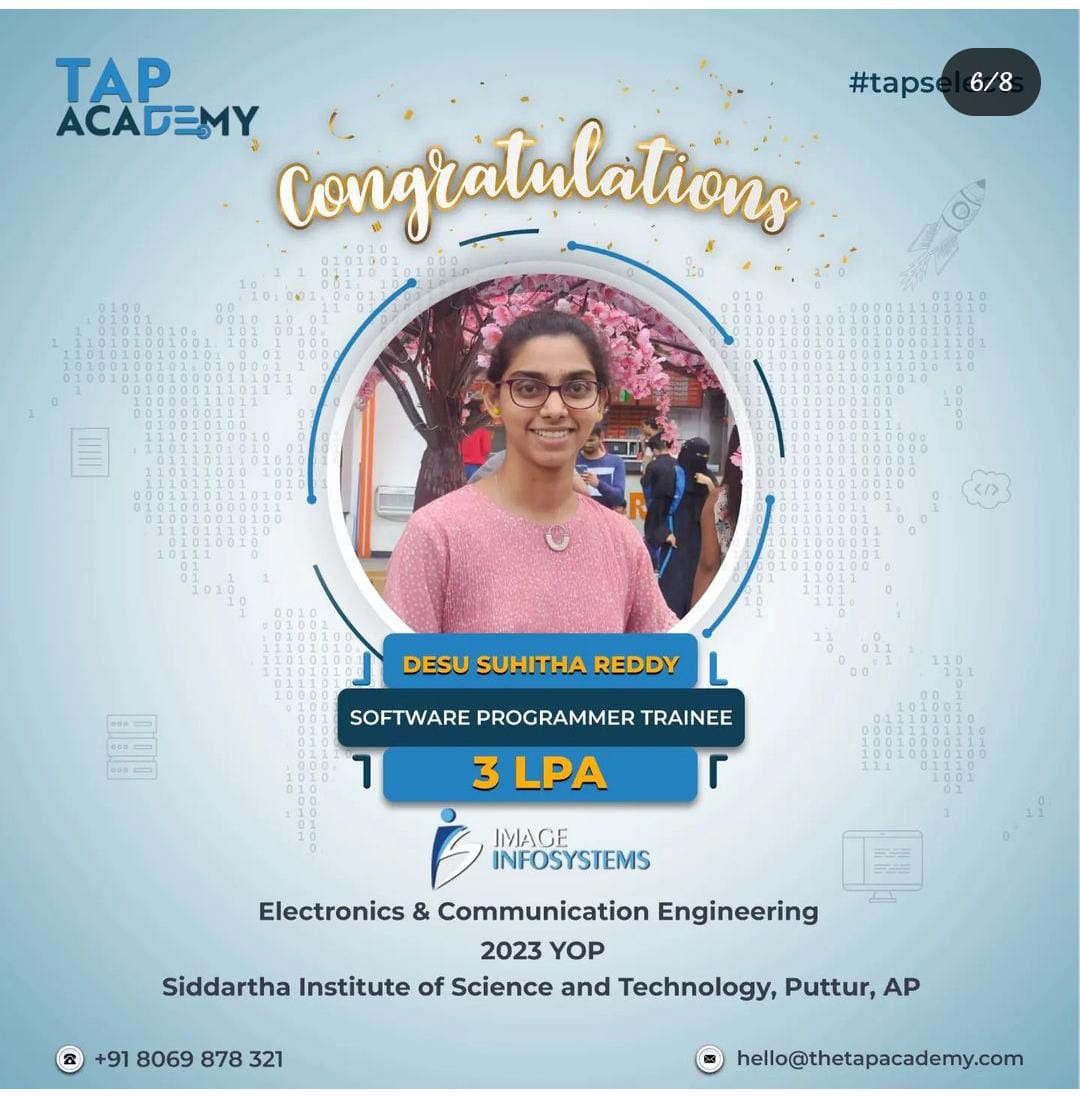 TAP
ACADEMY
#tapselects
6/8
Congratulations
DESU SUHITHA REDDY
SOFTWARE PROGRAMMER TRAINEE
3 LPA
IMAGE
INFOSYSTEMS
Electronics & Communication Engineering
2023 YOP
Siddartha Institute of Science and Technology, Puttur, AP
+91 8069 878 321
hello@thetapacademy.com